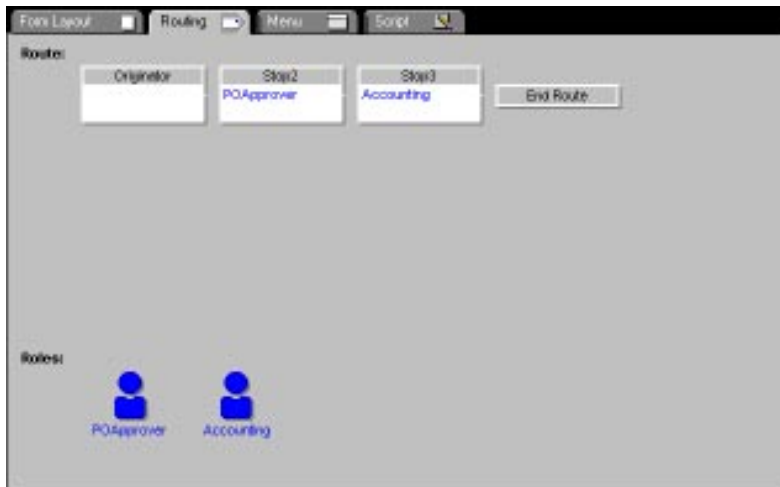 Form Layout
Routing
Menu
Script
Route:
Originator
Stop2
Stop3
POApprover
Accounting
End Route
Roles:
POApprover
Accounting